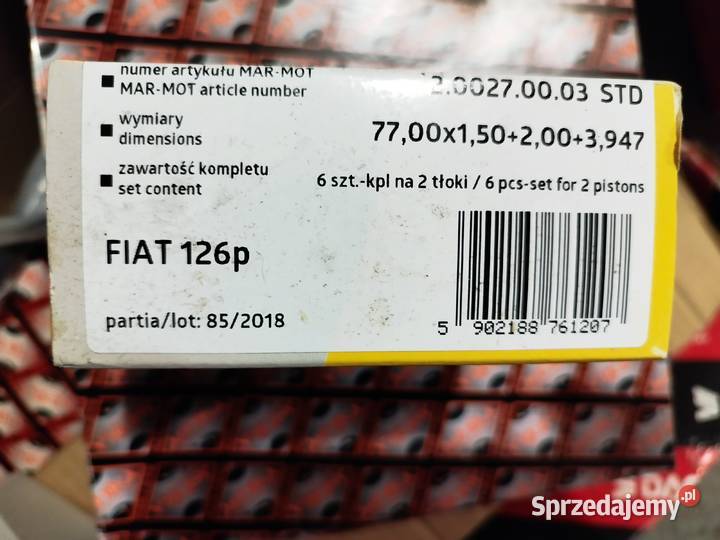 numer artykułu MAR-MOT
MAR-MOT article number
12.0027.00.03 STD
wymiary
dimensions
77,00x1,50+2,00+3,947
zawartość kompletu
set content
6 szt.-kpl na 2 tłoki / 6 pcs-set for 2 pistons
FIAT 126p
partia/lot: 85/2018
5 902188 761207
Sprzedajemy.pl